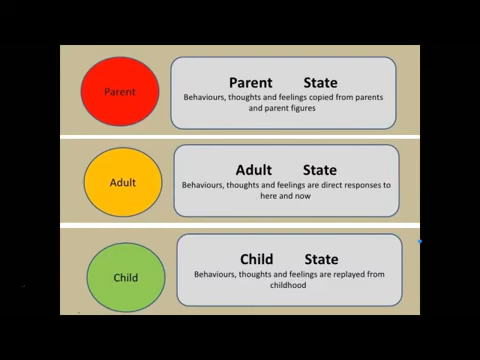 Parent
Parent State
Behaviours, thoughts and feelings copied from parents
and parent figures
Adult
Adult State
Behaviours, thoughts and feelings are direct responses to
here and now
Child
Child State
Behaviours, thoughts and feelings are replayed from
childhood